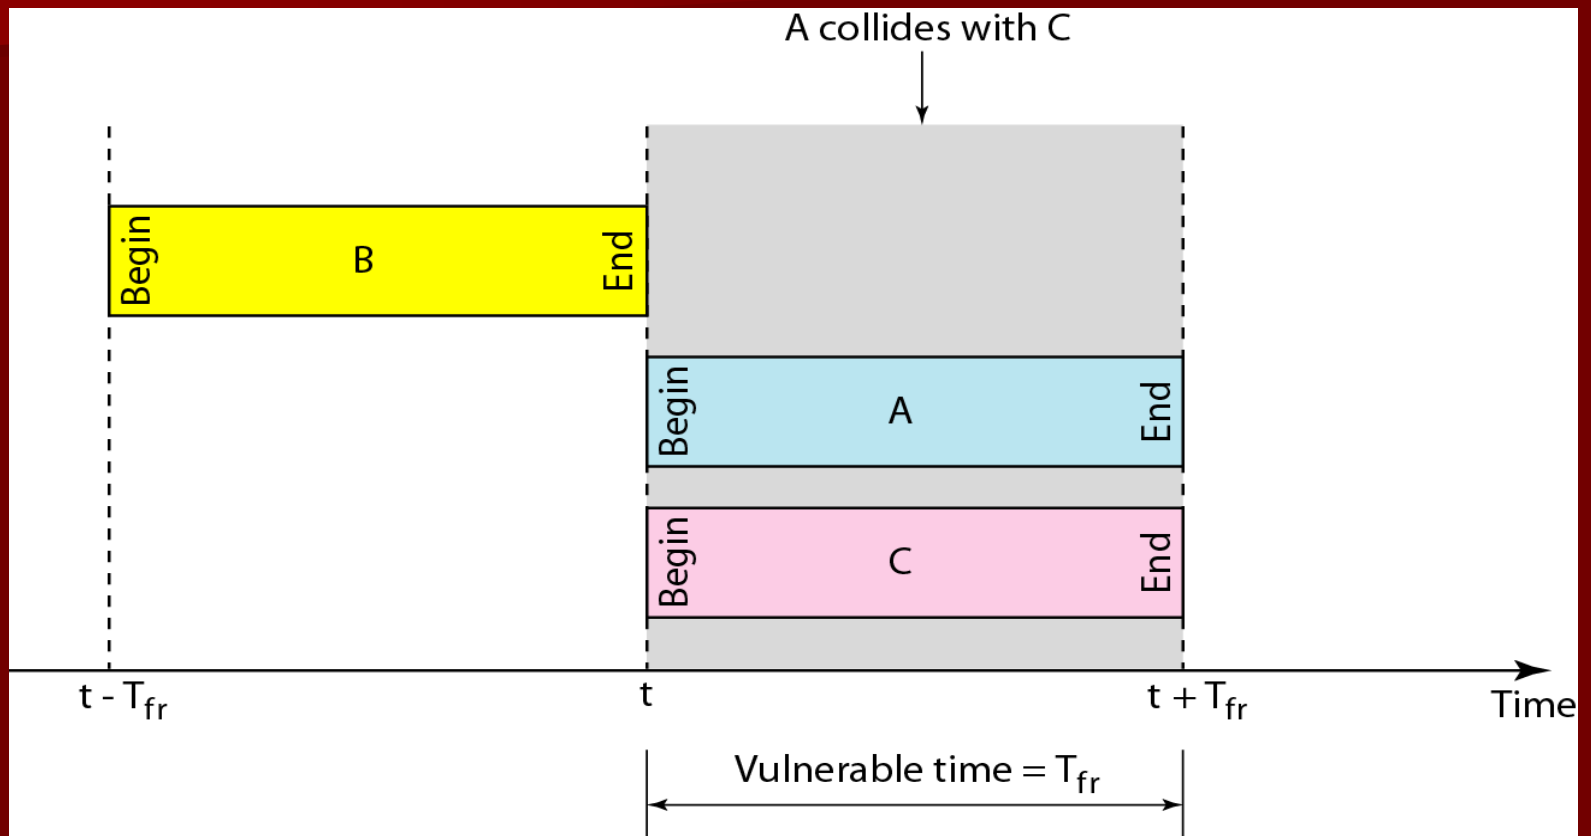 A collides with C
Begin
B
End
Begin
A
End
Begin
C
End
t - Tfr
t
t + Tfr
Time
Vulnerable time = Tfr